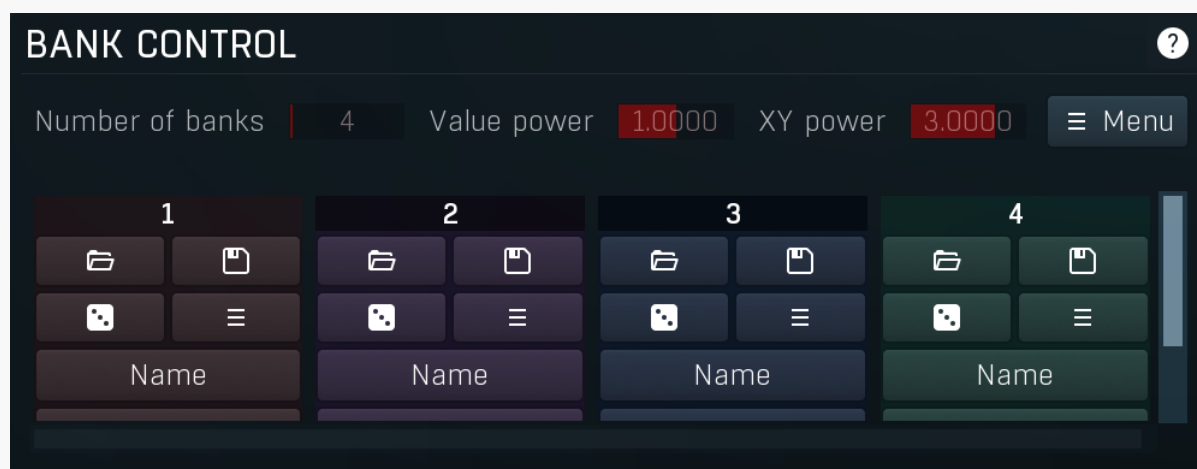 BANK CONTROL ?
Number of banks 4 Value power 1.0000 XY power 3.0000 Menu
1 2 3 4
Name Name Name Name